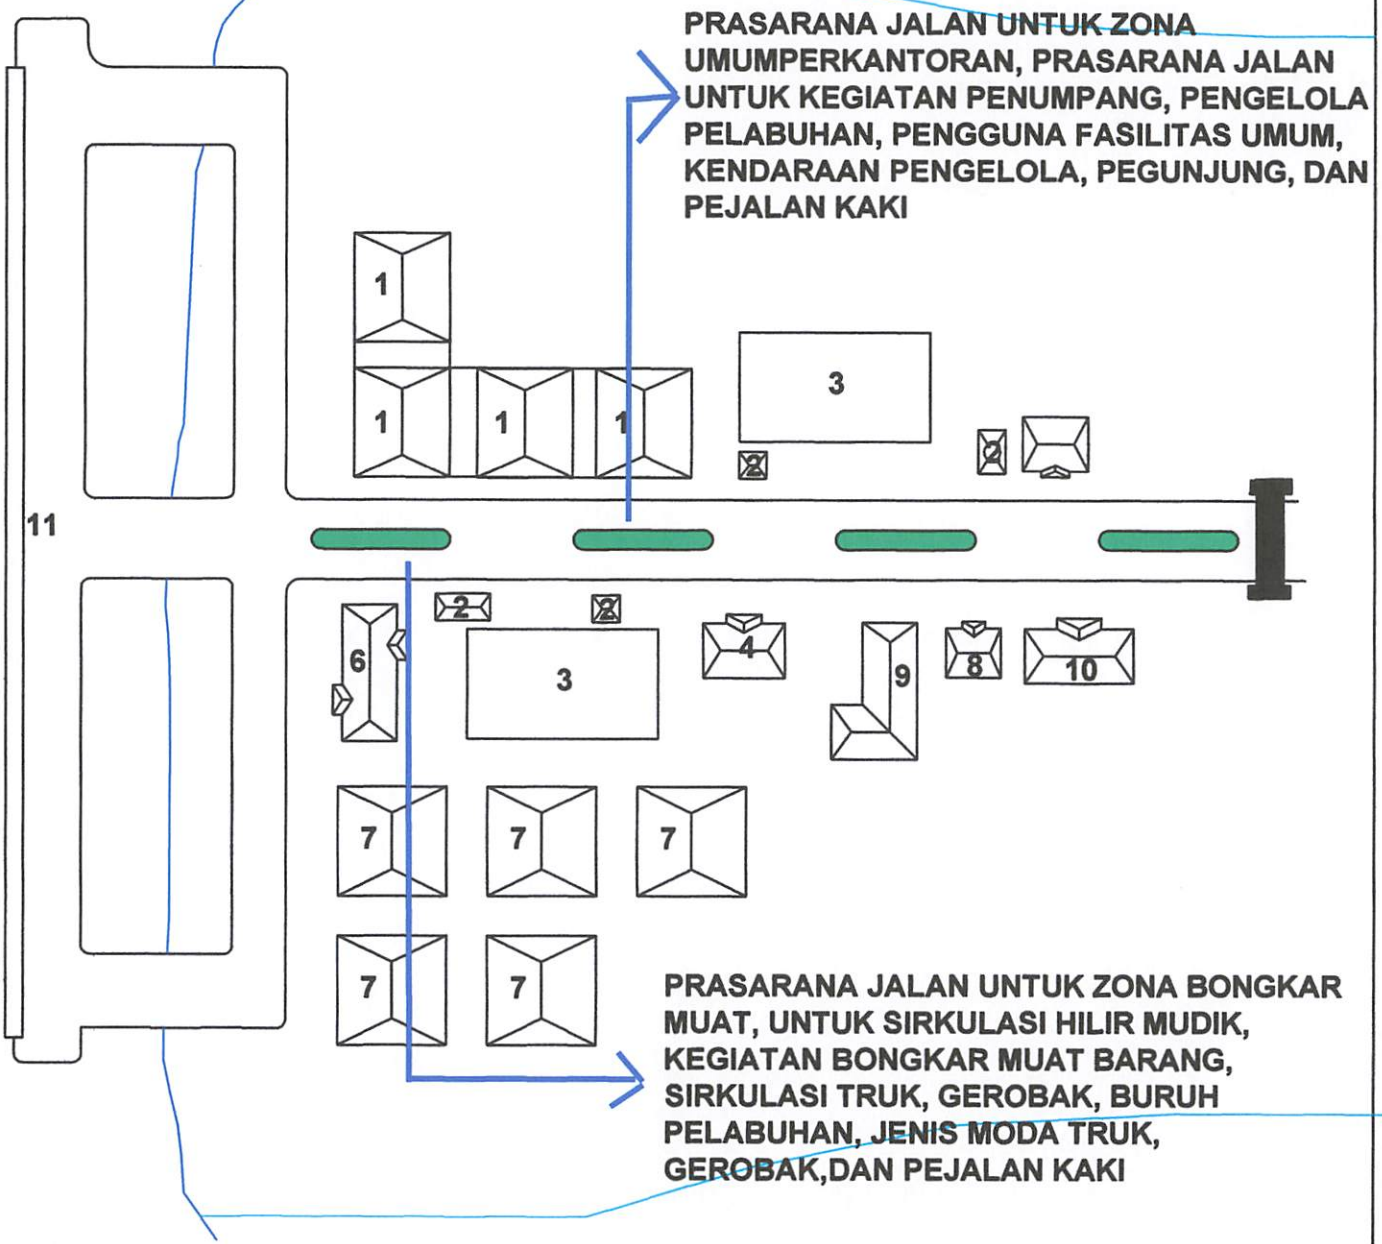 PRASARANA JALAN UNTUK ZONA
UMUMPERKANTORAN, PRASARANA JALAN
UNTUK KEGIATAN PENUMPANG, PENGELOLA
PELABUHAN, PENGGUNA FASILITAS UMUM,
KENDARAAN PENGELOLA, PEGUNJUNG, DAN
PEJALAN KAKI
1
3
1 1 1
2 2
11
2 2
6 3 4 9 8 10
7 7 7
7 7
PRASARANA JALAN UNTUK ZONA BONGKAR
MUAT, UNTUK SIRKULASI HILIR MUDIK,
KEGIATAN BONGKAR MUAT BARANG,
SIRKULASI TRUK, GEROBAK, BURUH
PELABUHAN, JENIS MODA TRUK,
GEROBAK,DAN PEJALAN KAKI